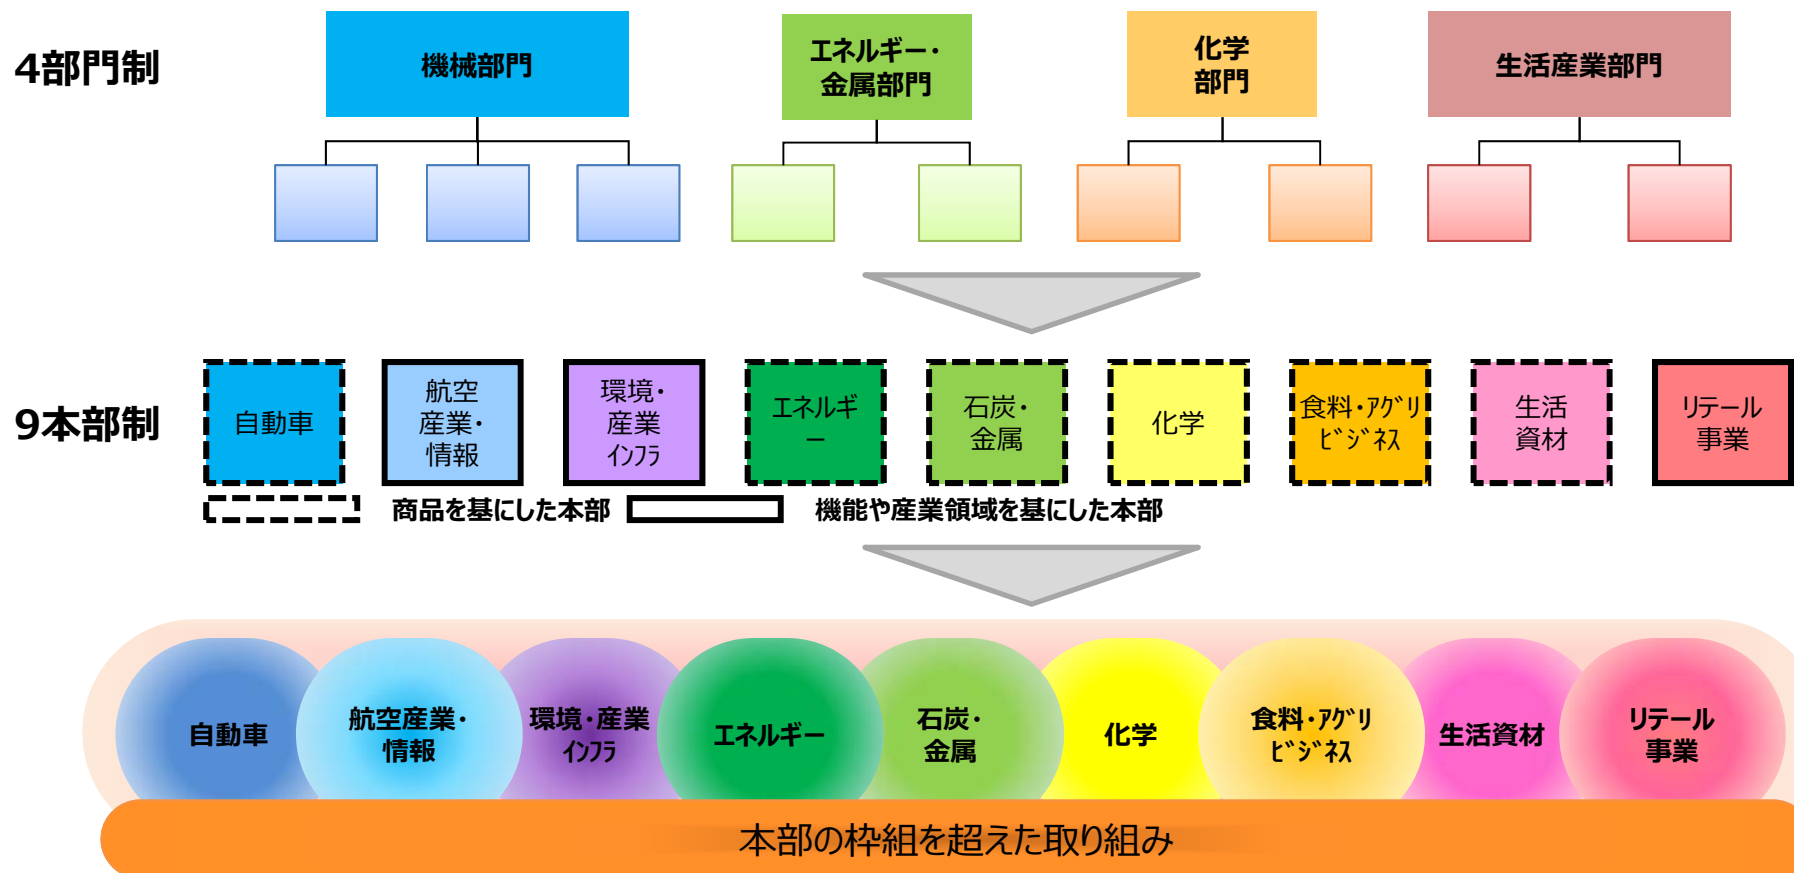 4部門制
機械部門
エネルギー・
金属部門
化学
部門
生活産業部門
9本部制
自動車
航空
産業・
情報
環境・
産業
ｲﾝﾌﾗ
エネルギ
ー
石炭・
金属
化学
食料・ｱｸﾞﾘ
ﾋﾞｼﾞﾈｽ
生活
資材
リテール
事業
商品を基にした本部
機能や産業領域を基にした本部
自動車
航空産業・
情報
環境・産業
ｲﾝﾌﾗ
エネルギー
石炭・
金属
化学
食料・ｱｸﾞﾘ
ﾋﾞｼﾞﾈｽ
生活資材
リテール
事業
本部の枠組を超えた取り組み